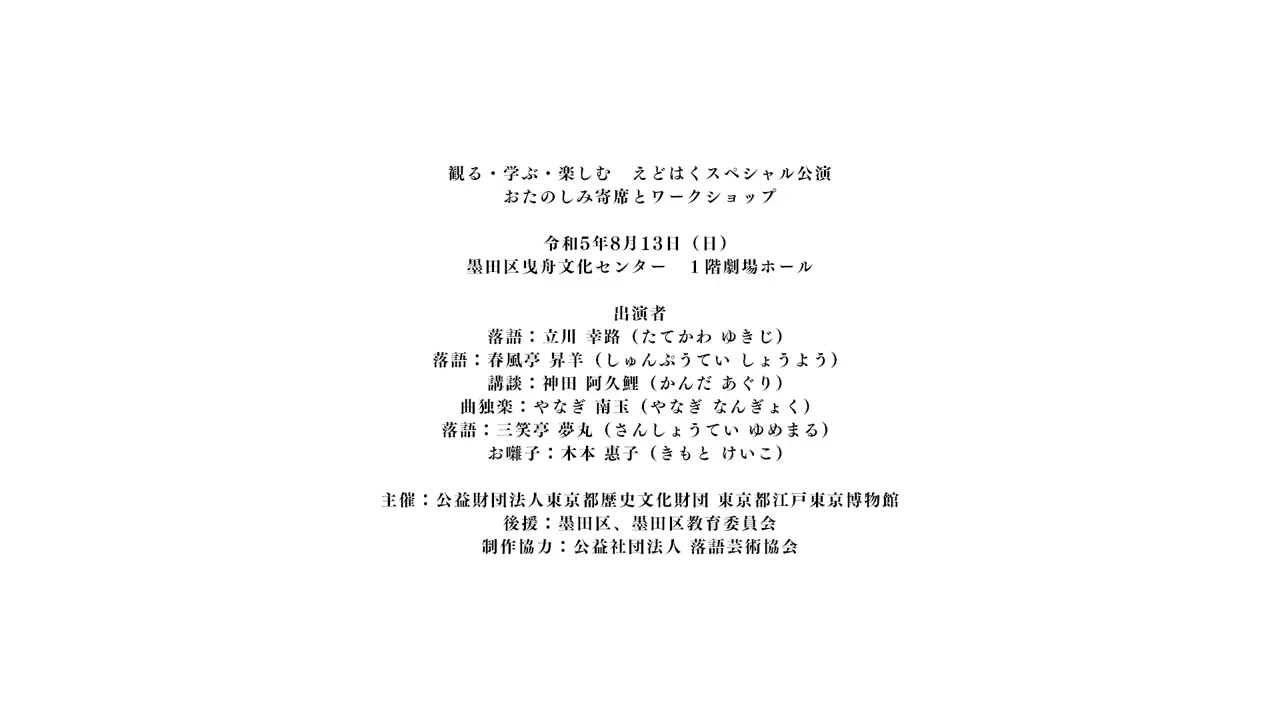 観る・学ぶ・楽しむ　えどはくスペシャル公演
おたのしみ寄席とワークショップ
令和5年8月13日（日）
墨田区曳舟文化センター　１階劇場ホール
出演者
落語：立川 幸路（たてかわ ゆきじ）
落語：春風亭 昇羊（しゅんぷうてい しょうよう）
講談：神田 阿久鯉（かんだ あぐり）
曲独楽：やなぎ 南玉（やなぎ なんぎょく）
落語：三笑亭 夢丸（さんしょうてい ゆめまる）
お囃子：木本 惠子（きもと けいこ）
主催：公益財団法人東京都歴史文化財団 東京都江戸東京博物館
後援：墨田区、墨田区教育委員会
制作協力：公益社団法人 落語芸術協会